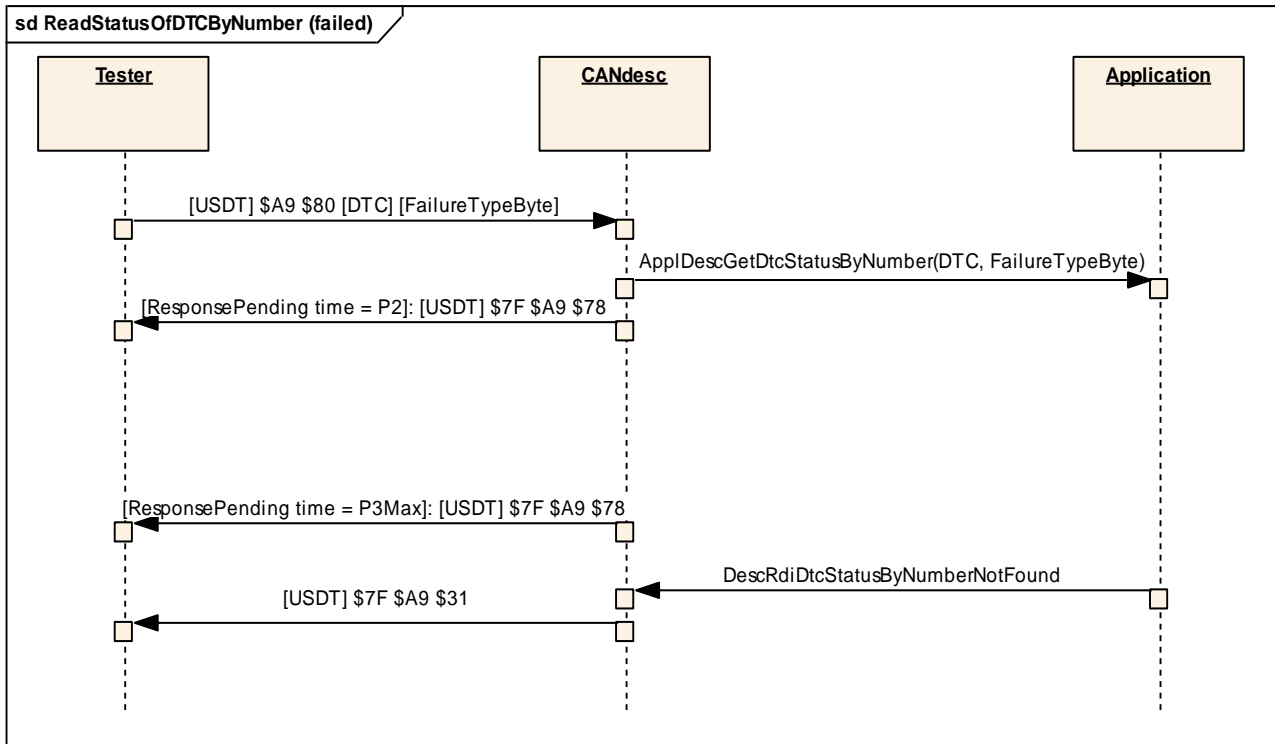 sd ReadStatusOfDTCByNumber (failed)
Tester
CANdesc
Application
[USDT] $A9 $80 [DTC] [FailureTypeByte]
ApplDescGetDtcStatusByNumber(DTC, FailureTypeByte)
[ResponsePending time = P2]: [USDT] $7F $A9 $78
[ResponsePending time = P3Max]: [USDT] $7F $A9 $78
DescRdiDtcStatusByNumberNotFound
[USDT] $7F $A9 $31